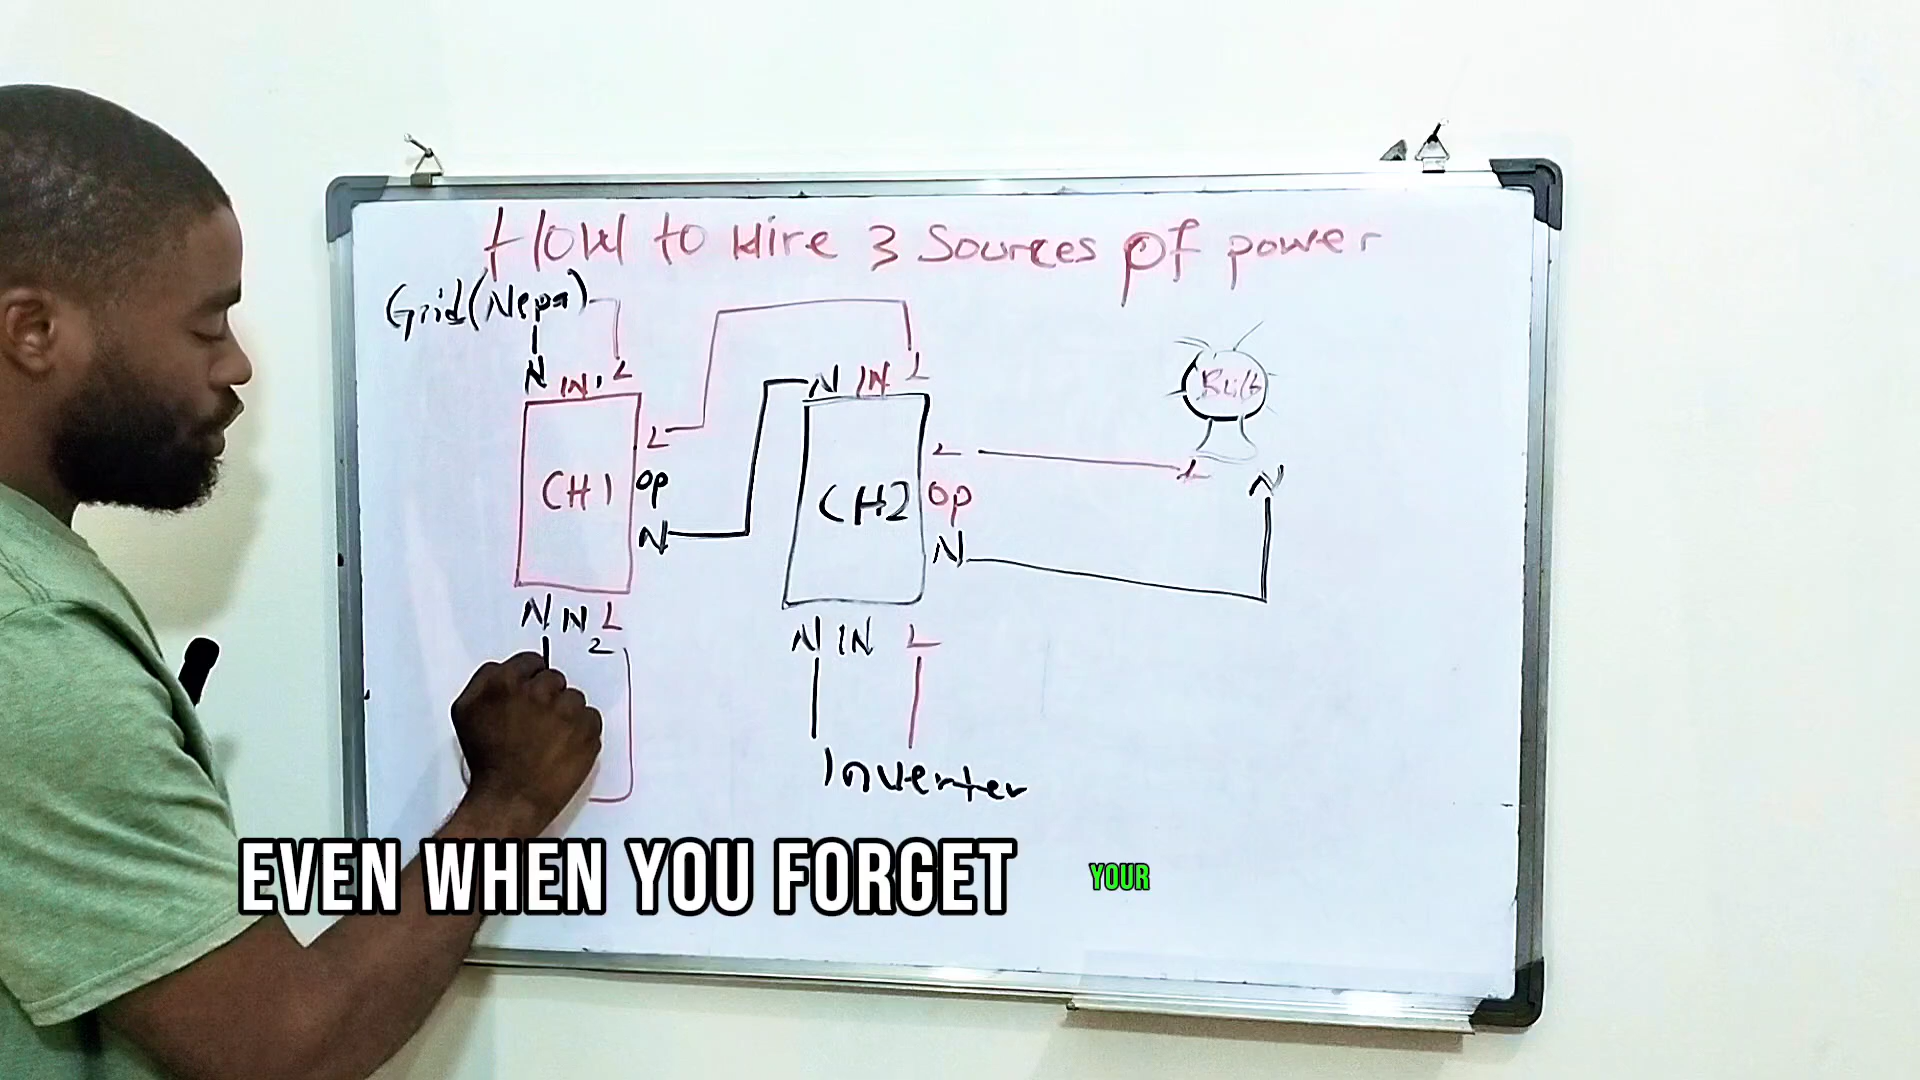 How to Wire 3 Sources of power
Grid (Nepa)
N IN1 L
N IN L
Bulb
L
L
L N
CH1
OP
CH2
OP
N
N
N IN2 L
N IN L
Inverter
EVEN WHEN YOU FORGET YOUR